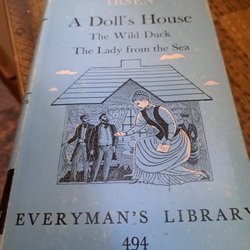 IBSEN
A Doll's House
The Wild Duck
The Lady from the Sea
EVERYMAN'S LIBRARY
494